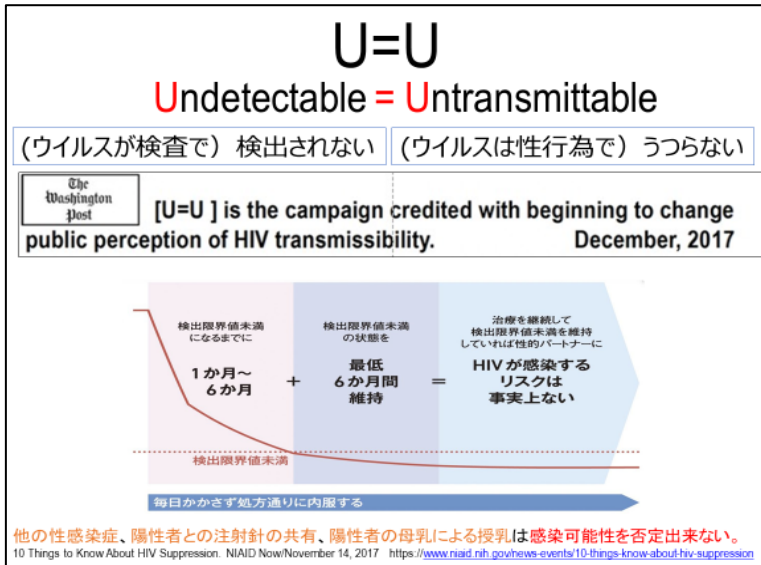 U=U
Undetectable = Untransmittable
(ウイルスが検査で）検出されない
(ウイルスは性行為で）うつらない
The
Washington
Post
[U=U ] is the campaign credited with beginning to change
public perception of HIV transmissibility. December, 2017
検出限界値未満
になるまでに
1か月～
6か月
+
検出限界値未満
の状態を
最低
6か月間
維持
=
治療を継続して
検出限界値未満を維持
していれば性的パートナーに
HIVが感染する
リスクは
事実上ない
検出限界値未満
毎日かかさず処方通りに内服する
他の性感染症、陽性者との注射針の共有、陽性者の母乳による授乳は感染可能性を否定出来ない。
10 Things to Know About HIV Suppression. NIAID Now/November 14, 2017 https://www.niaid.nih.gov/news-events/10-things-know-about-hiv-suppression